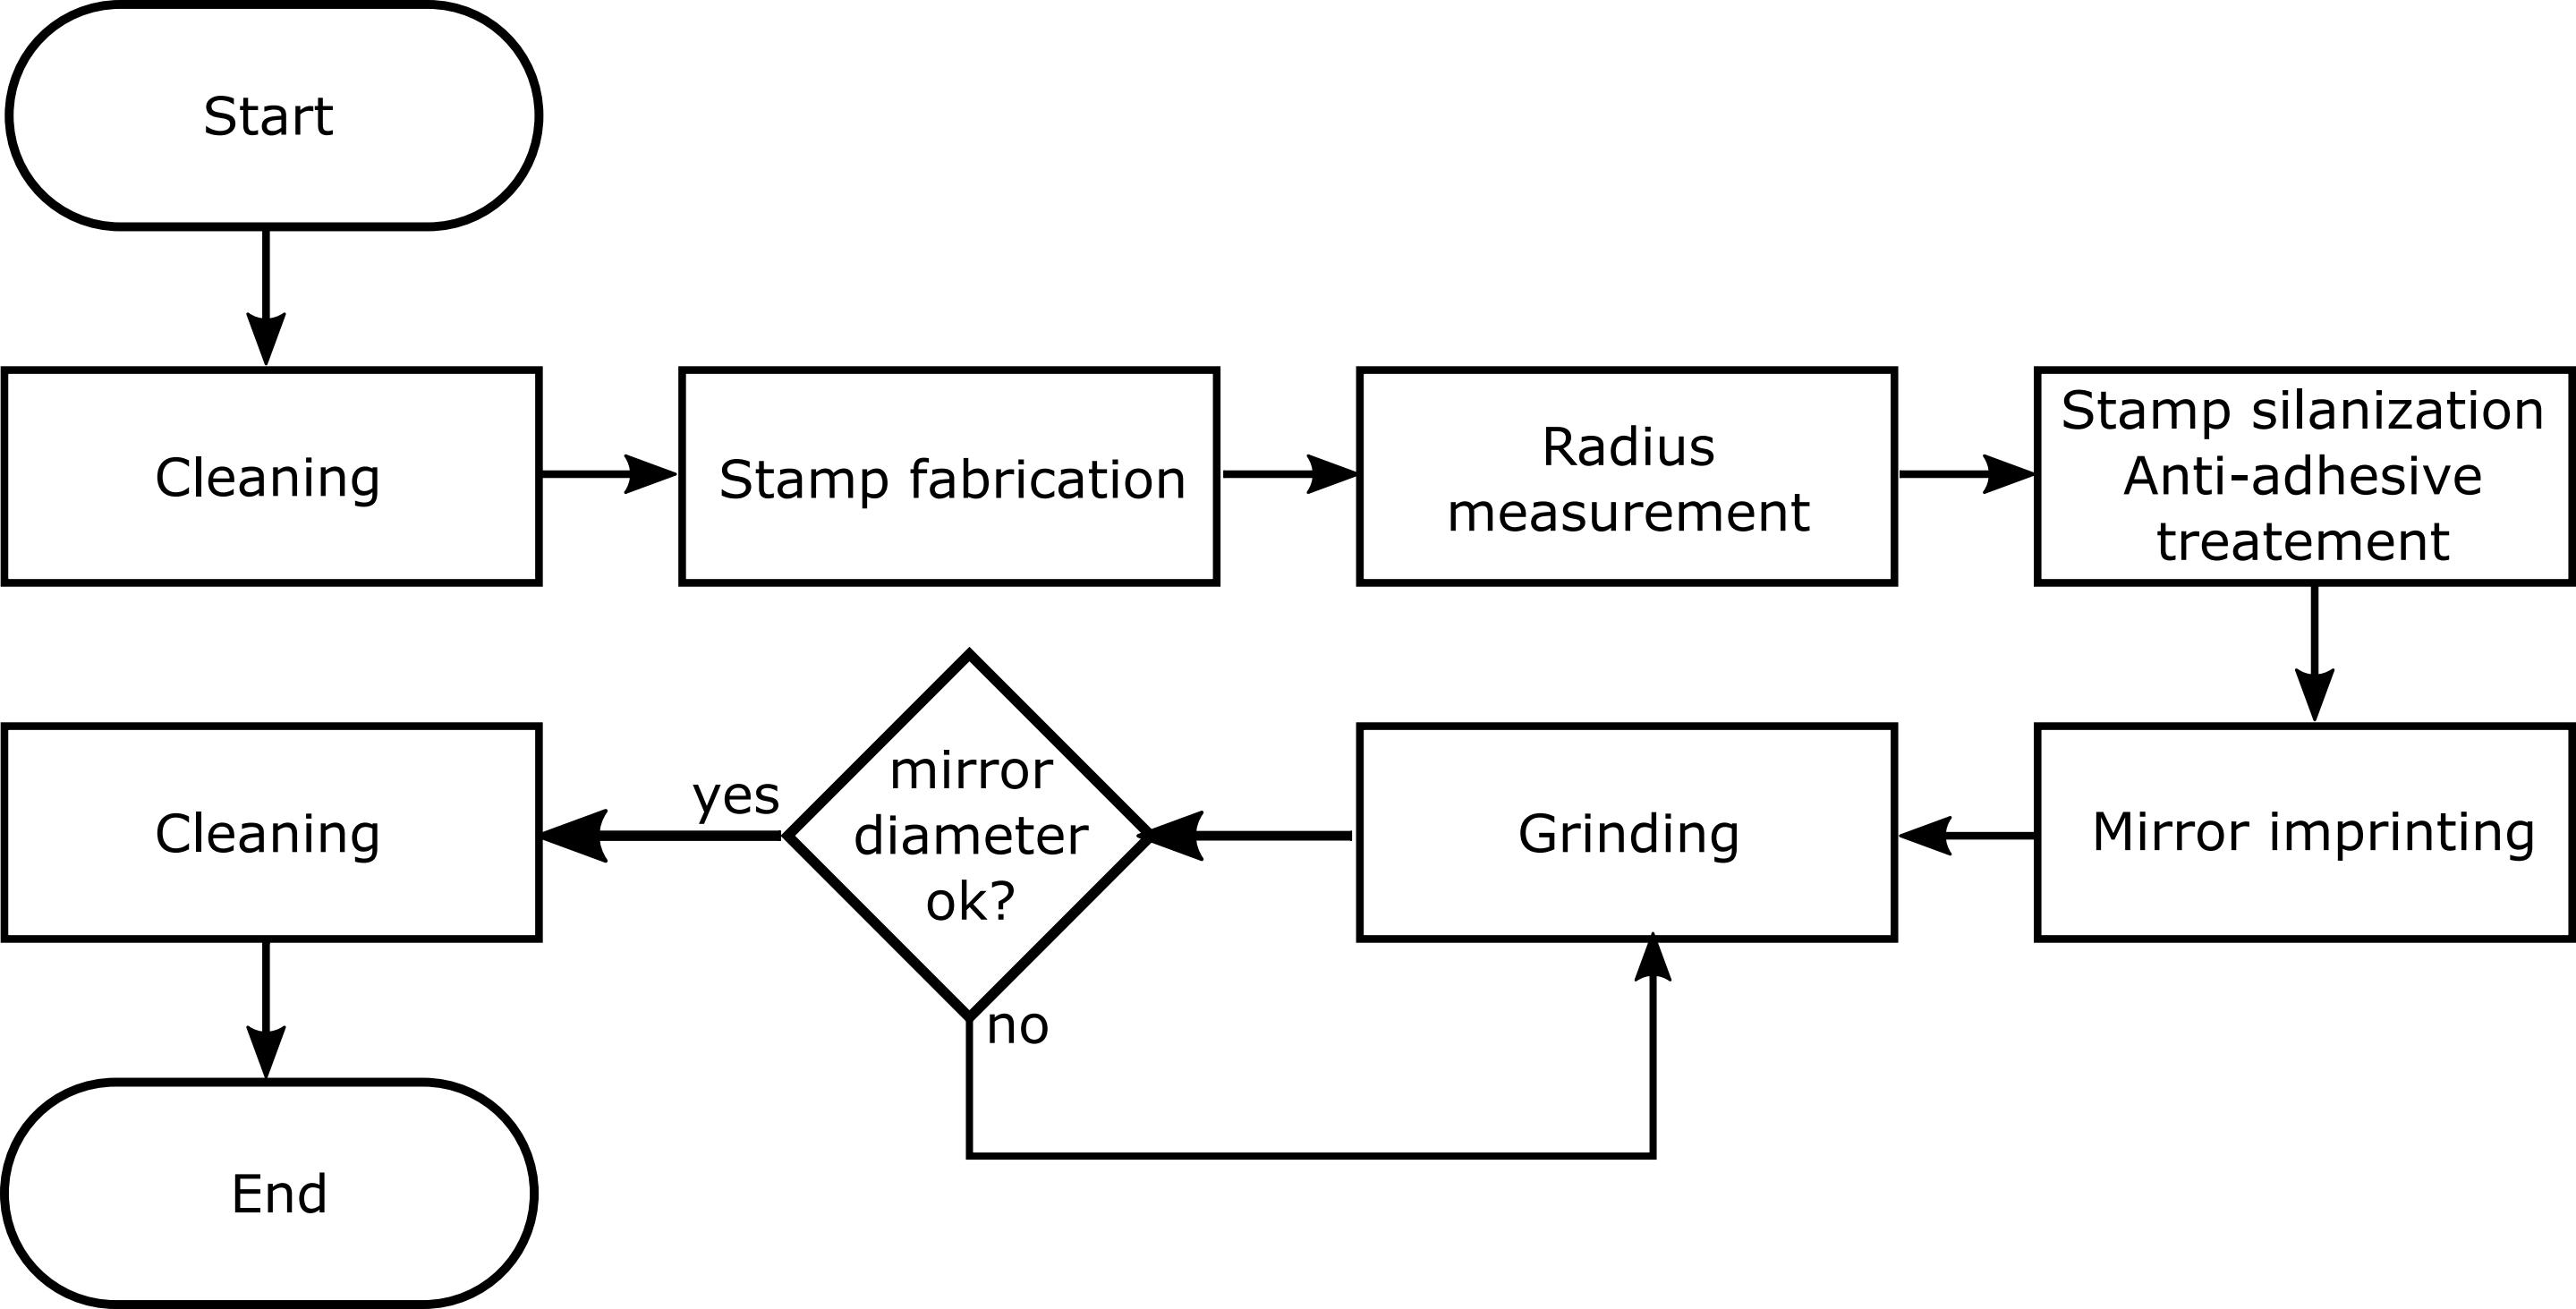 Start
Cleaning
Stamp fabrication
Radius
measurement
Stamp silanization
Anti-adhesive
treatement
Mirror imprinting
Grinding
mirror
diameter
ok?
yes
no
Cleaning
End